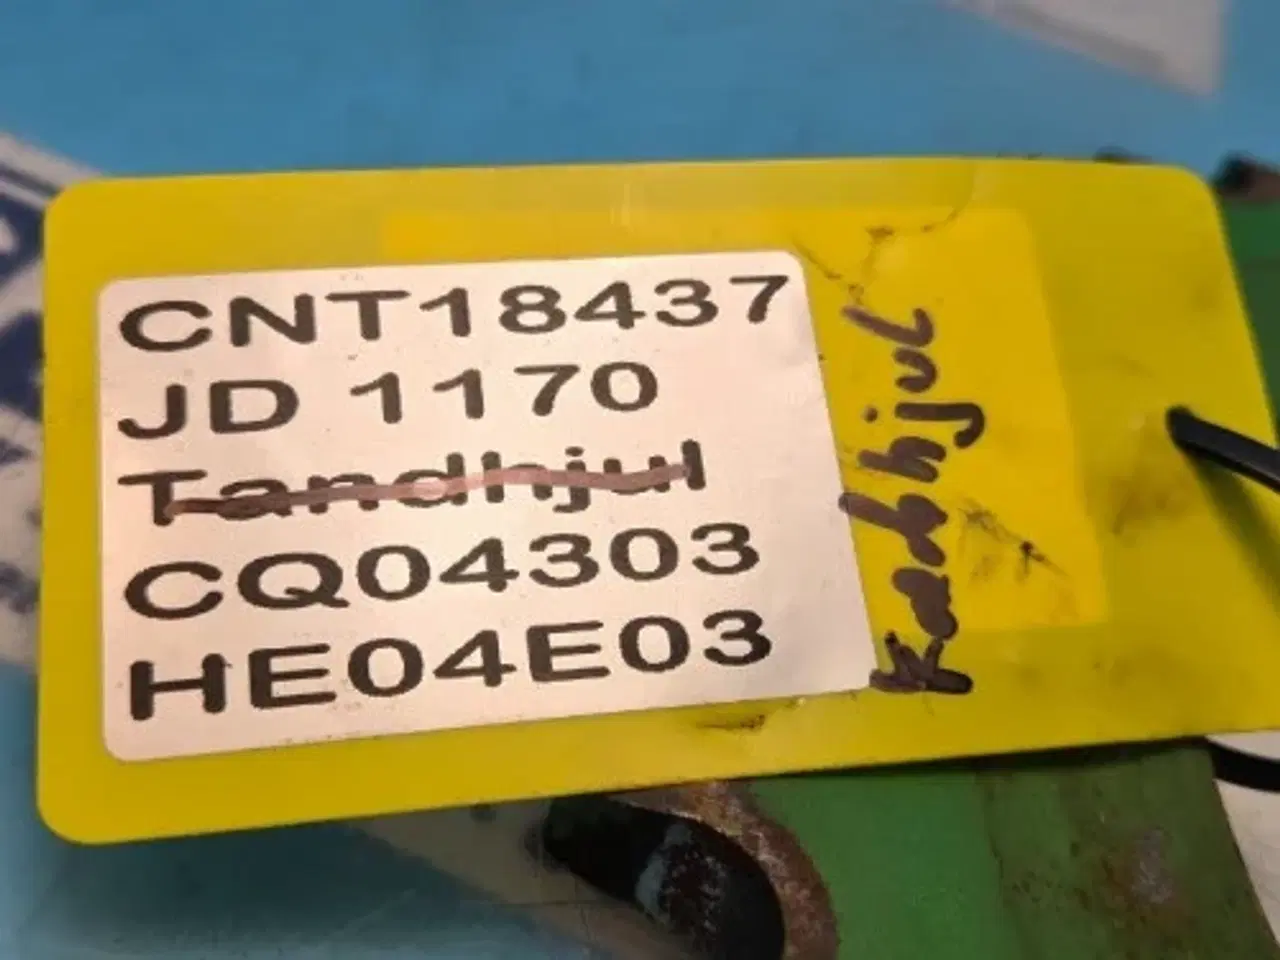 CNT18437
JD 1170
Tandhjul
CQ04303
HE04E03
Kædehjul